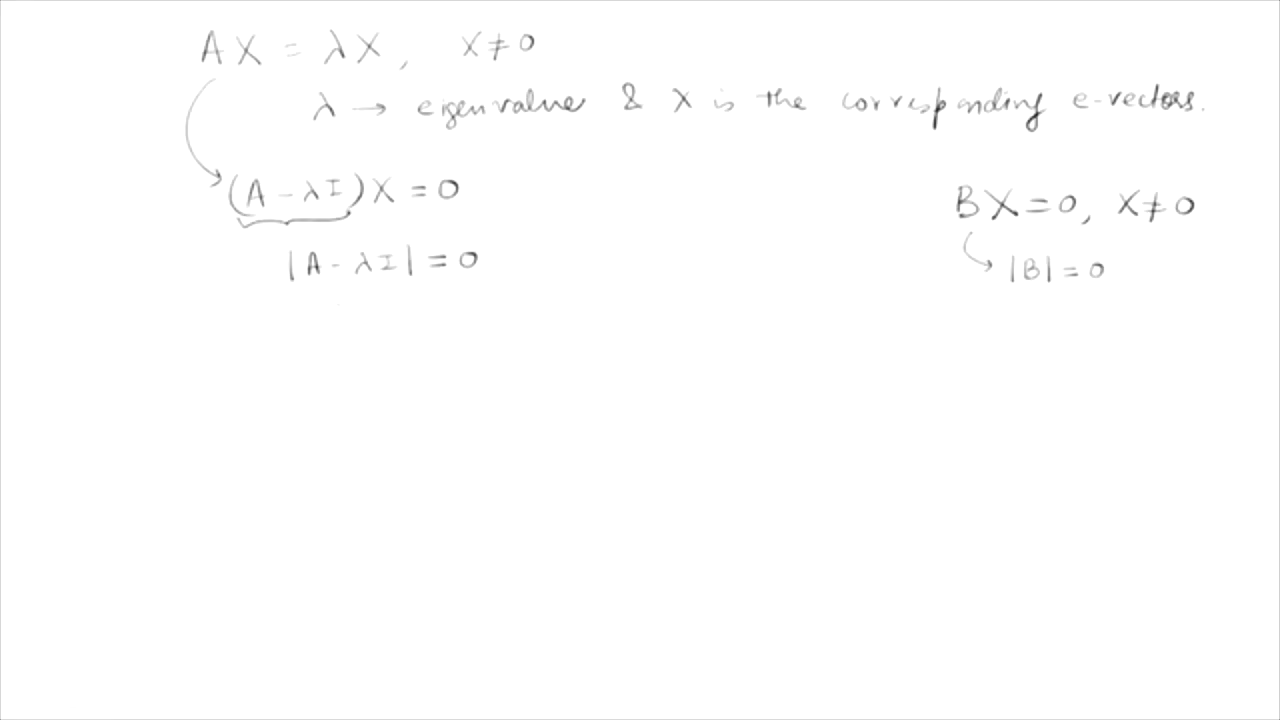 AX = λX, X ≠ 0
λ → eigenvalue & X is the corresponding e-vectors.
(A - λI)X = 0
BX = 0, X ≠ 0
|A - λI| = 0
|B| = 0